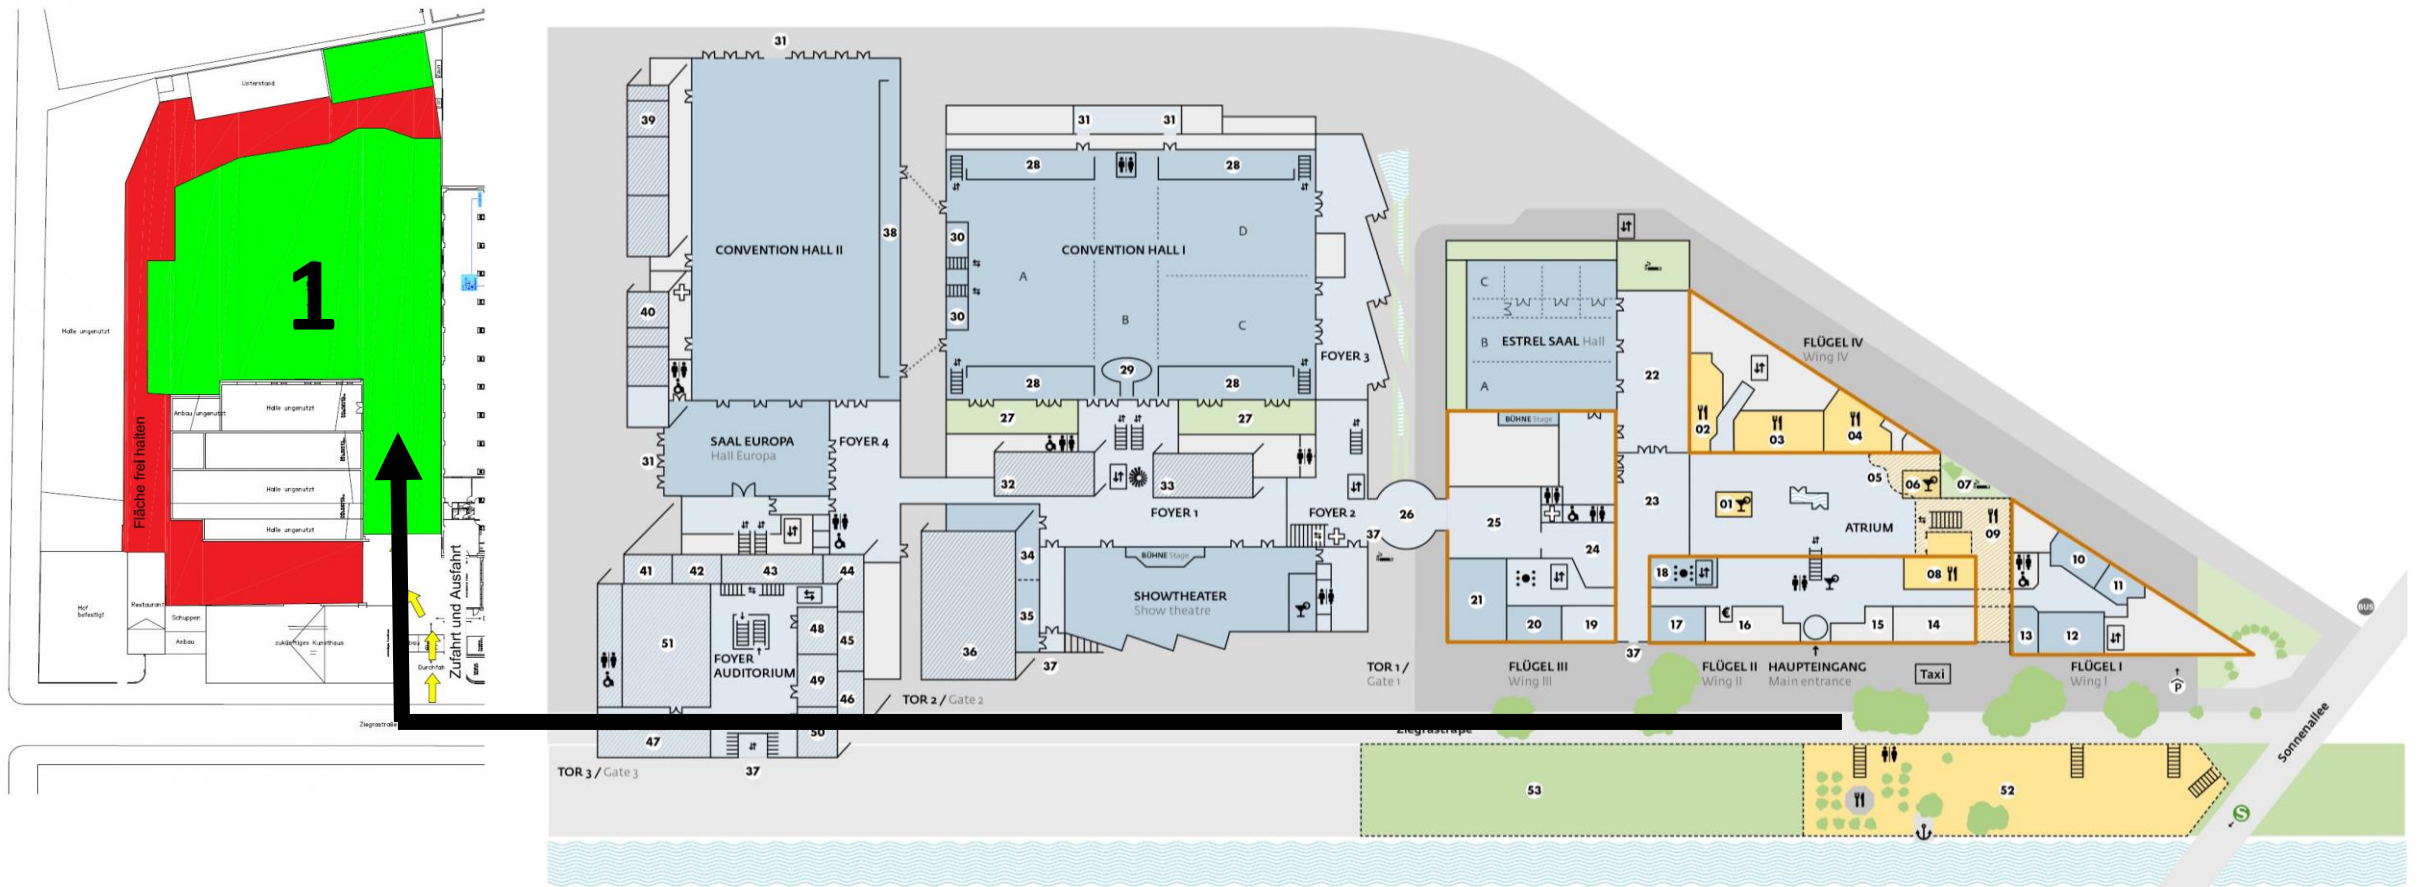 Unterstand
1
Halle ungenutzt
Fläche frei halten
Anbau ungenutzt
Halle ungenutzt
Halle ungenutzt
Halle ungenutzt
Hof
befestigt
Restaurant
Schuppen
Anbau
zukünftiges Kunsthaus
Durchfahrt
Zufahrt und Ausfahrt
Ziegrastraße
31
39
38
CONVENTION HALL II
40
31
31
28
28
30
CONVENTION HALL I
D
A
B
C
30
29
28
28
FOYER 3
27
27
SAAL EUROPA
Hall Europa
FOYER 4
31
32
33
FOYER 1
FOYER 2
37
26
34
35
36
BÜHNE Stage
SHOWTHEATER
Show theatre
37
41
42
43
44
48
45
51
FOYER
AUDITORIUM
49
46
47
50
37
TOR 3 / Gate 3
TOR 2 / Gate 2
TOR 1 /
Gate 1
C
B
ESTREL SAAL Hall
A
22
BÜHNE Stage
FLÜGEL IV
Wing IV
02
03
04
05
06
07
01
23
ATRIUM
09
25
24
18
08
10
11
21
20
19
17
€
16
15
14
13
12
37
FLÜGEL III
Wing III
FLÜGEL II
Wing II
HAUPTEINGANG
Main entrance
Taxi
FLÜGEL I
Wing I
P
BUS
Ziegrastraße
Sonnenallee
53
52
S